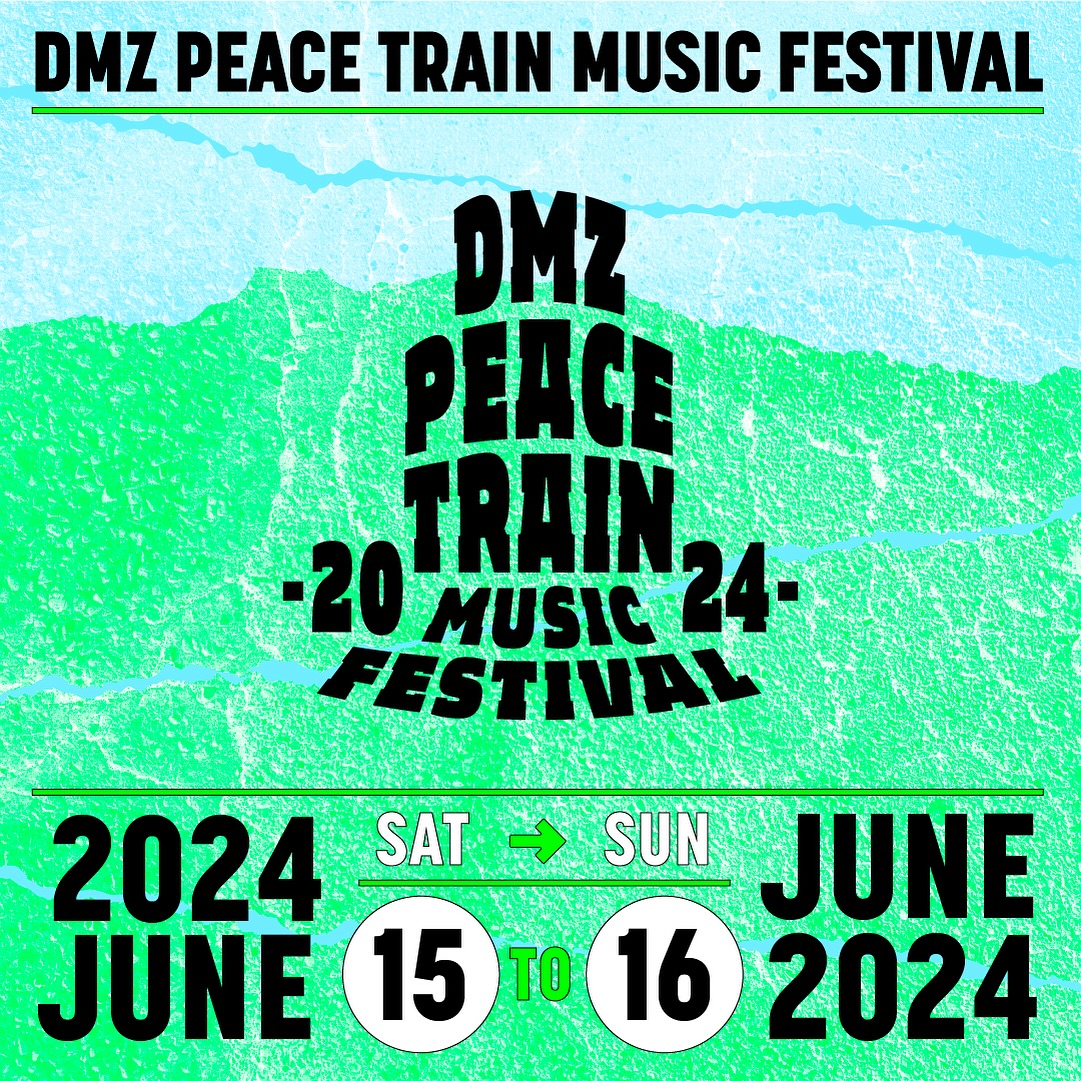 DMZ PEACE TRAIN MUSIC FESTIVAL
DMZ
PEACE
TRAIN
-20 MUSIC 24-
FESTIVAL
2024 SAT → SUN JUNE
JUNE 15 TO 16 2024